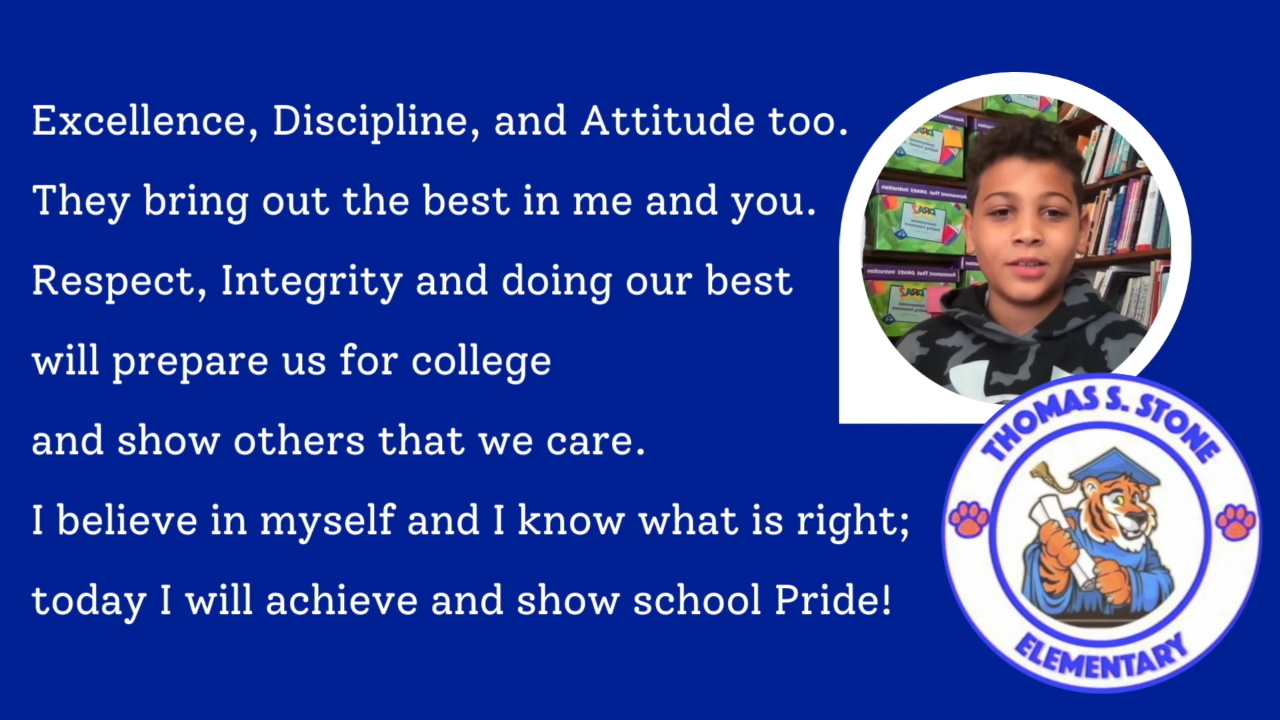 Excellence, Discipline, and Attitude too.
They bring out the best in me and you.
Respect, Integrity and doing our best
will prepare us for college
and show others that we care.
I believe in myself and I know what is right;
today I will achieve and show school Pride!
THOMAS S. STONE
ELEMENTARY